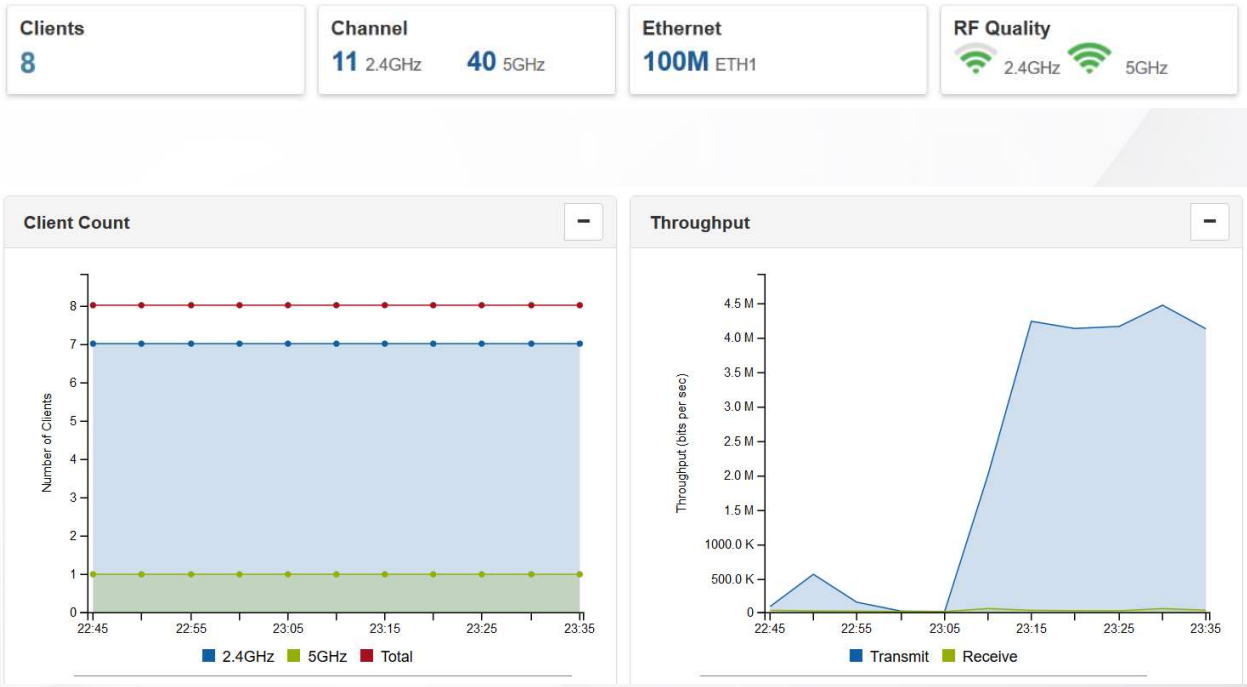 Clients
8
Channel
11 2.4GHz 40 5GHz
Ethernet
100M ETH1
RF Quality
2.4GHz 5GHz
Client Count
-
Number of Clients
8
7
6
5
4
3
2
1
0
22:45 22:55 23:05 23:15 23:25 23:35
2.4GHz 5GHz Total
Throughput
-
Throughput (bits per sec)
4.5 M
4.0 M
3.5 M
3.0 M
2.5 M
2.0 M
1.5 M
1000.0 K
500.0 K
0
22:45 22:55 23:05 23:15 23:25 23:35
Transmit Receive